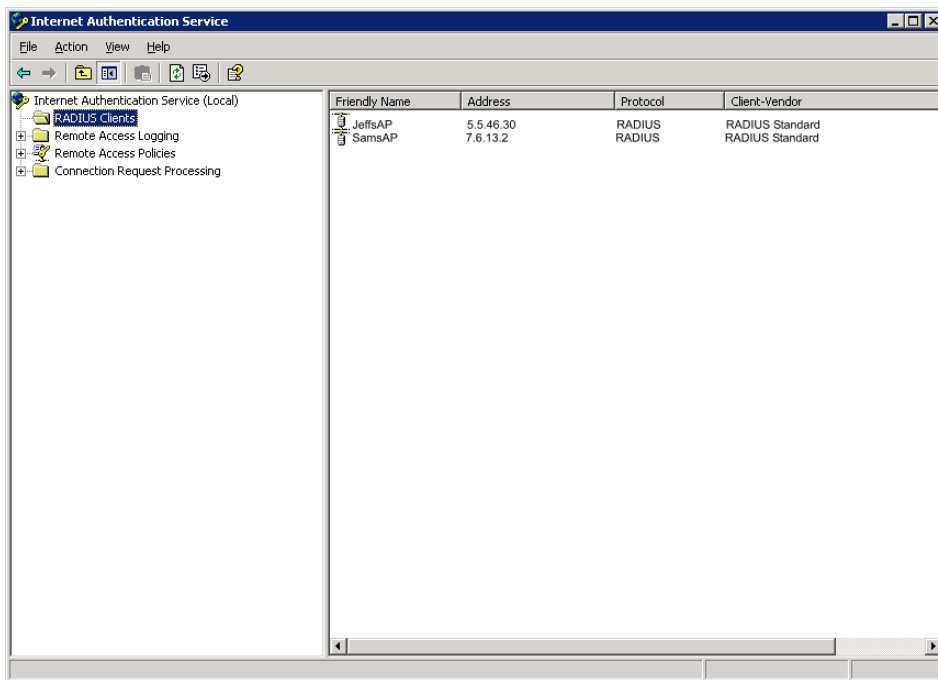 Internet Authentication Service
File Action View Help
Internet Authentication Service (Local)
RADIUS Clients
Remote Access Logging
Remote Access Policies
Connection Request Processing
Friendly Name Address Protocol Client-Vendor
JeffsAP 5.5.46.30 RADIUS RADIUS Standard
SamsAP 7.6.13.2 RADIUS RADIUS Standard